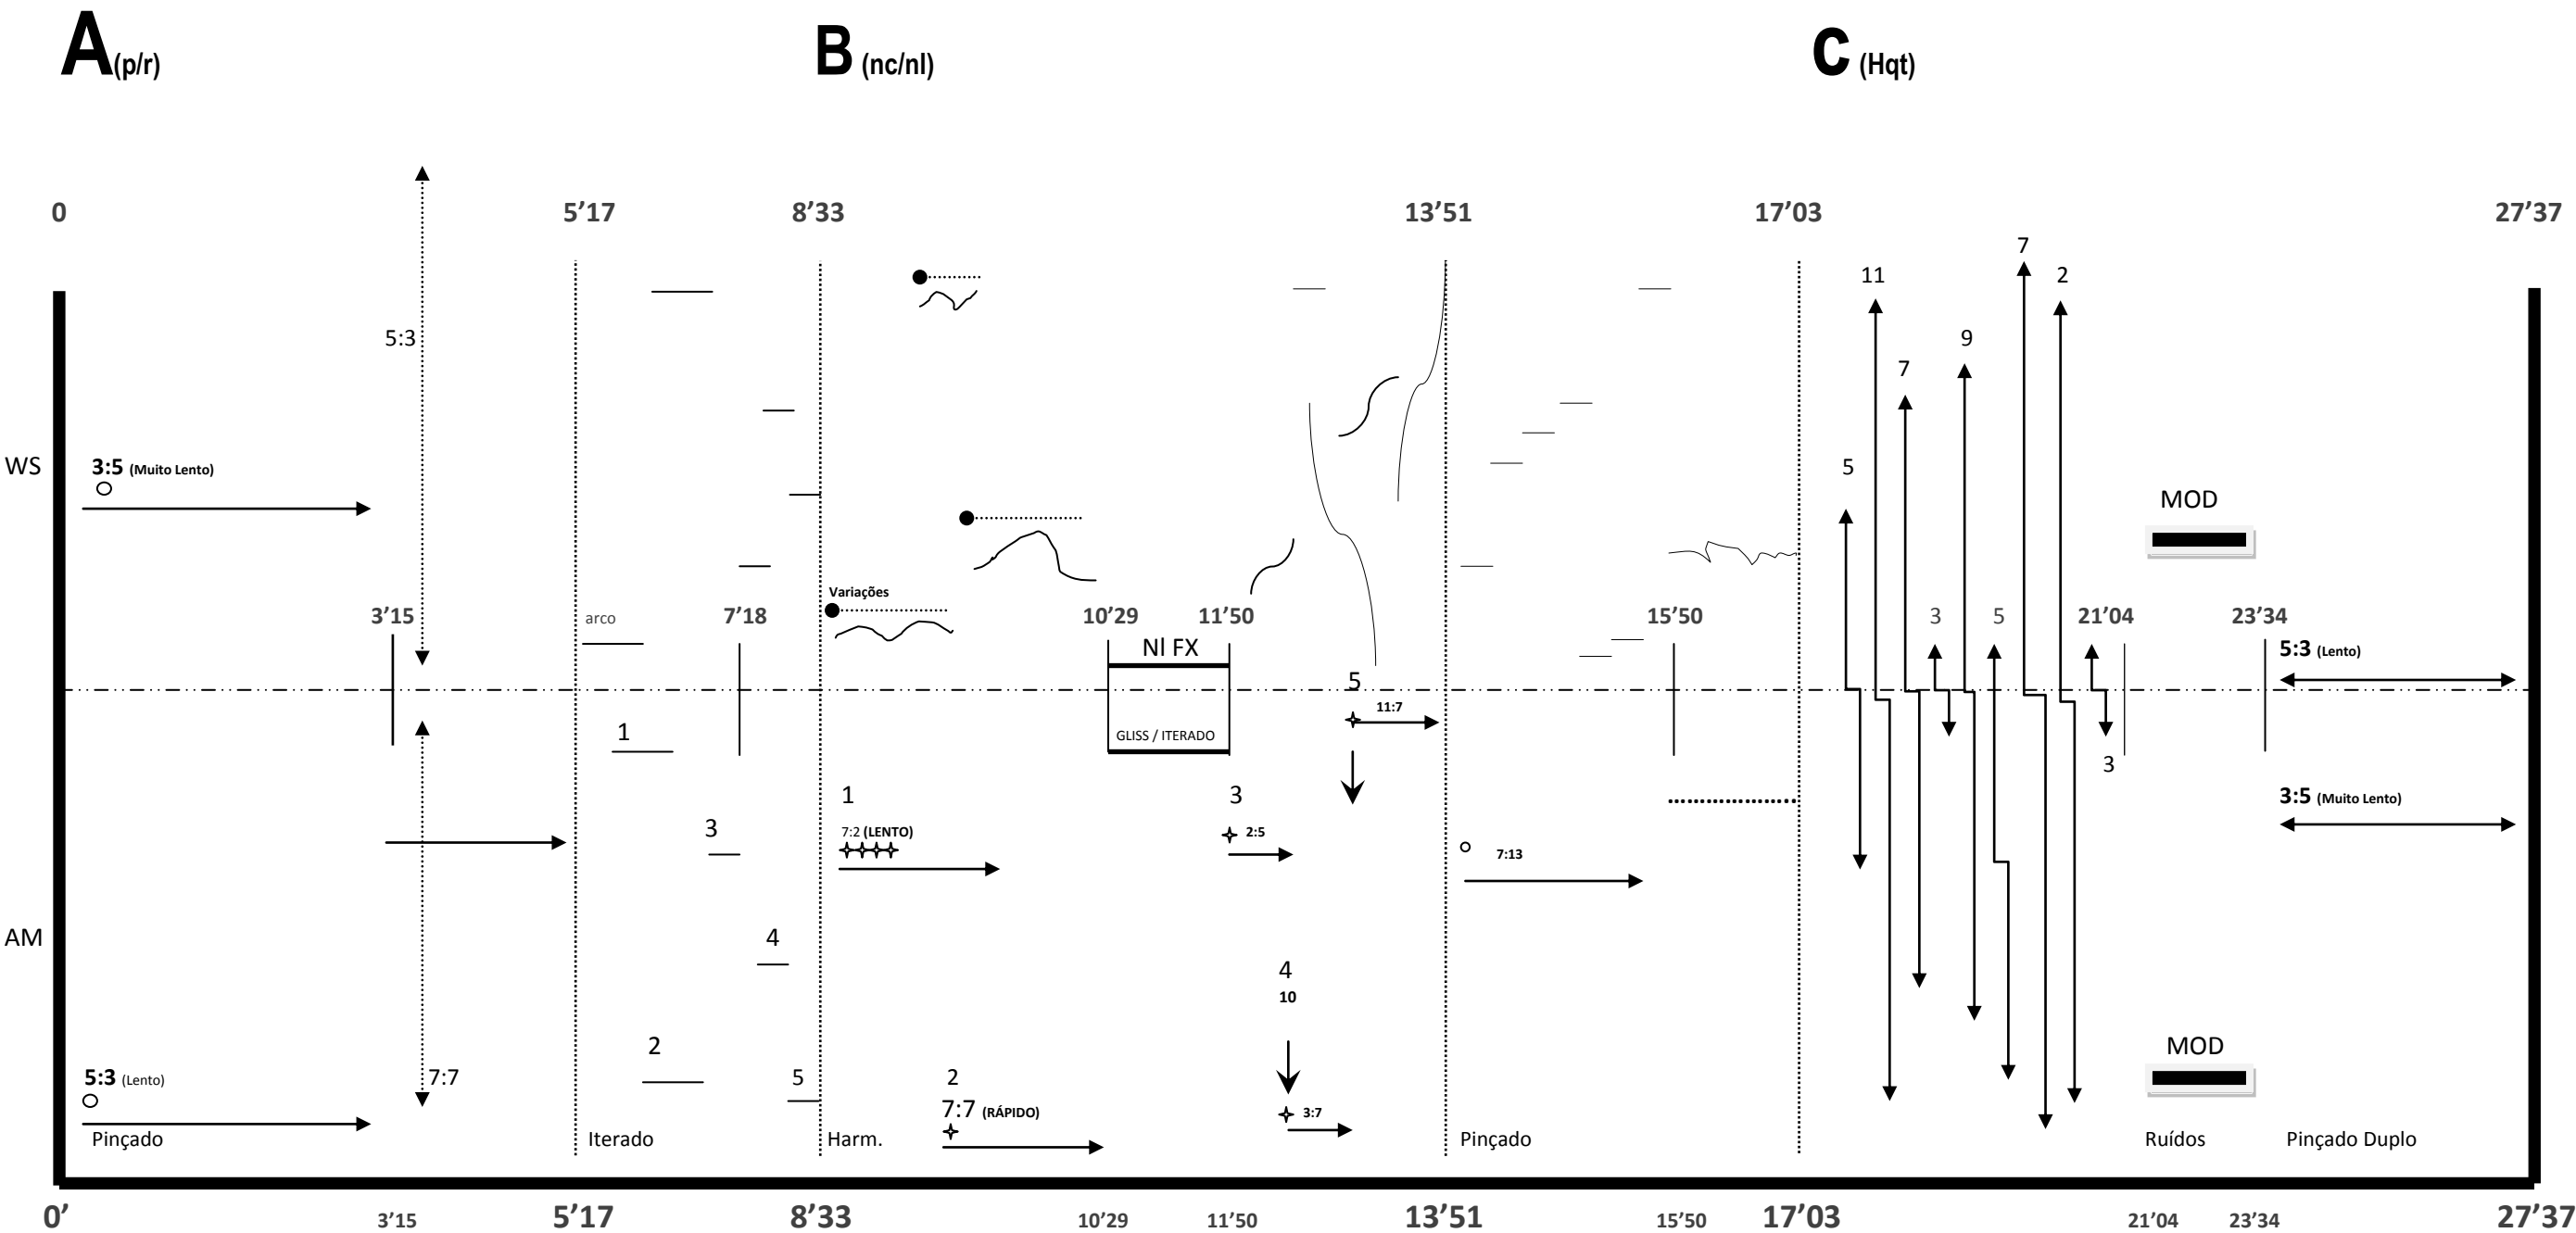 A(p/r)
B (nc/nl)
C (Hqt)
0
5’17
8’33
13’51
17’03
27’37
7
11
2
5:3
9
7
WS
3:5 (Muito Lento)
5
MOD
Variações
3’15
arco
7’18
10’29
11’50
15’50
3
5
21’04
23’34
Nl FX
5:3 (Lento)
5
11:7
1
GLISS / ITERADO
3
1
3
3:5 (Muito Lento)
3
7:2 (LENTO)
2:5
7:13
AM
4
4
10
2
MOD
5:3 (Lento)
7:7
5
2
7:7 (RÁPIDO)
3:7
Pinçado
Iterado
Harm.
Pinçado
Ruídos
Pinçado Duplo
0'
3’15
5’17
8’33
10’29
11’50
13’51
15’50
17’03
21’04
23’34
27’37